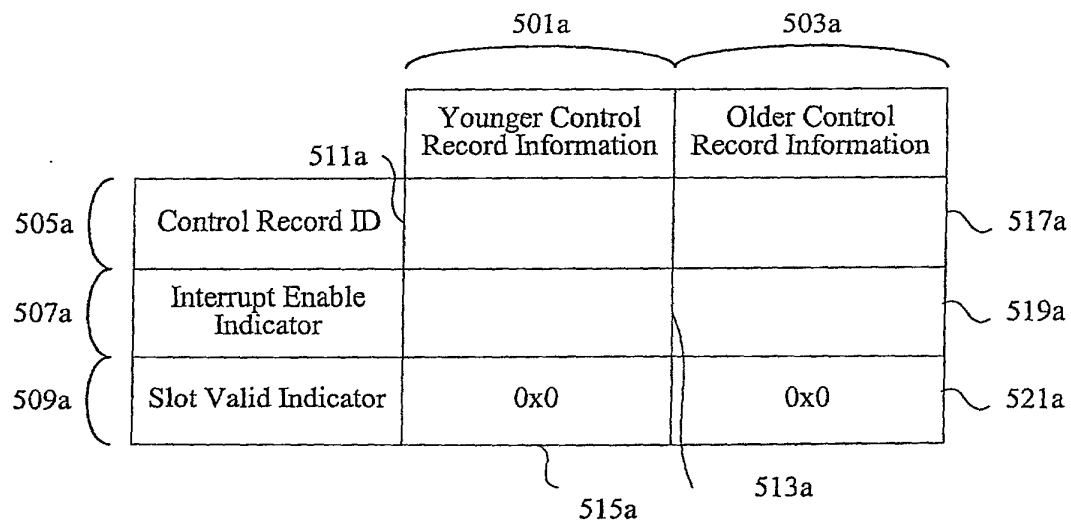 501a
503a
Younger Control
Record Information
Older Control
Record Information
511a
505a
Control Record ID
517a
507a
Interrupt Enable
Indicator
519a
509a
Slot Valid Indicator
0x0
0x0
521a
513a
515a